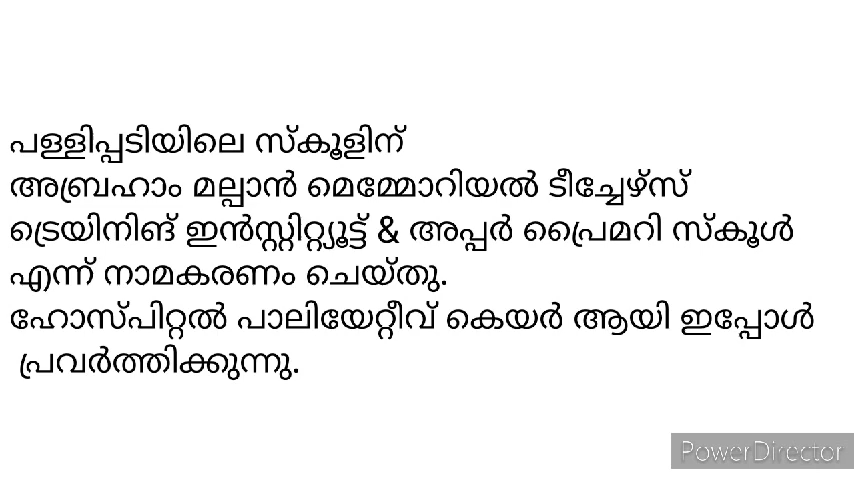 പള്ളിപ്പടിയിലെ സ്കൂളിന്
അബ്രഹാം മല്പാൻ മെമ്മോറിയൽ ടീച്ചേഴ്സ്
ട്രെയിനിങ് ഇൻസ്റ്റിറ്റ്യൂട്ട് & അപ്പർ പ്രൈമറി സ്കൂൾ
എന്ന് നാമകരണം ചെയ്തു.
ഹോസ്പിറ്റൽ പാലിയേറ്റീവ് കെയർ ആയി ഇപ്പോൾ
പ്രവർത്തിക്കുന്നു.
PowerDirector